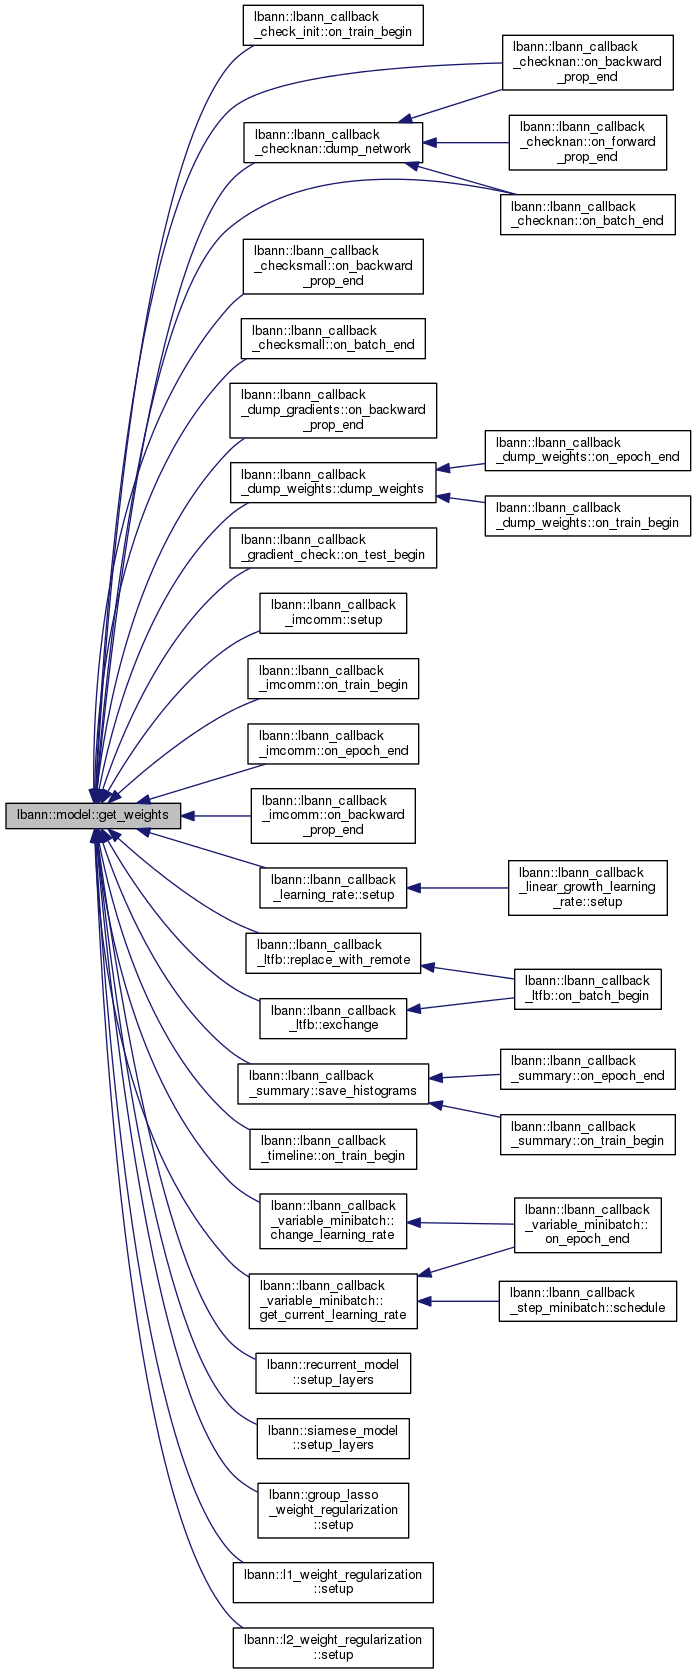 lbann::lbann_callback
_check_init::on_train_begin
lbann::lbann_callback
_checknan::on_backward
_prop_end
lbann::lbann_callback
_checknan::dump_network
lbann::lbann_callback
_checknan::on_forward
_prop_end
lbann::lbann_callback
_checknan::on_batch_end
lbann::lbann_callback
_checksmall::on_backward
_prop_end
lbann::lbann_callback
_checksmall::on_batch_end
lbann::lbann_callback
_dump_gradients::on_backward
_prop_end
lbann::lbann_callback
_dump_weights::dump_weights
lbann::lbann_callback
_dump_weights::on_epoch_end
lbann::lbann_callback
_dump_weights::on_train_begin
lbann::lbann_callback
_gradient_check::on_test_begin
lbann::lbann_callback
_imcomm::setup
lbann::lbann_callback
_imcomm::on_train_begin
lbann::lbann_callback
_imcomm::on_epoch_end
lbann::model::get_weights
lbann::lbann_callback
_imcomm::on_backward
_prop_end
lbann::lbann_callback
_learning_rate::setup
lbann::lbann_callback
_linear_growth_learning
_rate::setup
lbann::lbann_callback
_ltfb::replace_with_remote
lbann::lbann_callback
_ltfb::on_batch_begin
lbann::lbann_callback
_ltfb::exchange
lbann::lbann_callback
_summary::save_histograms
lbann::lbann_callback
_summary::on_epoch_end
lbann::lbann_callback
_summary::on_train_begin
lbann::lbann_callback
_timeline::on_train_begin
lbann::lbann_callback
_variable_minibatch::
change_learning_rate
lbann::lbann_callback
_variable_minibatch::
on_epoch_end
lbann::lbann_callback
_variable_minibatch::
get_current_learning_rate
lbann::lbann_callback
_step_minibatch::schedule
lbann::recurrent_model
::setup_layers
lbann::siamese_model
::setup_layers
lbann::group_lasso
_weight_regularization
::setup
lbann::l1_weight_regularization
::setup
lbann::l2_weight_regularization
::setup